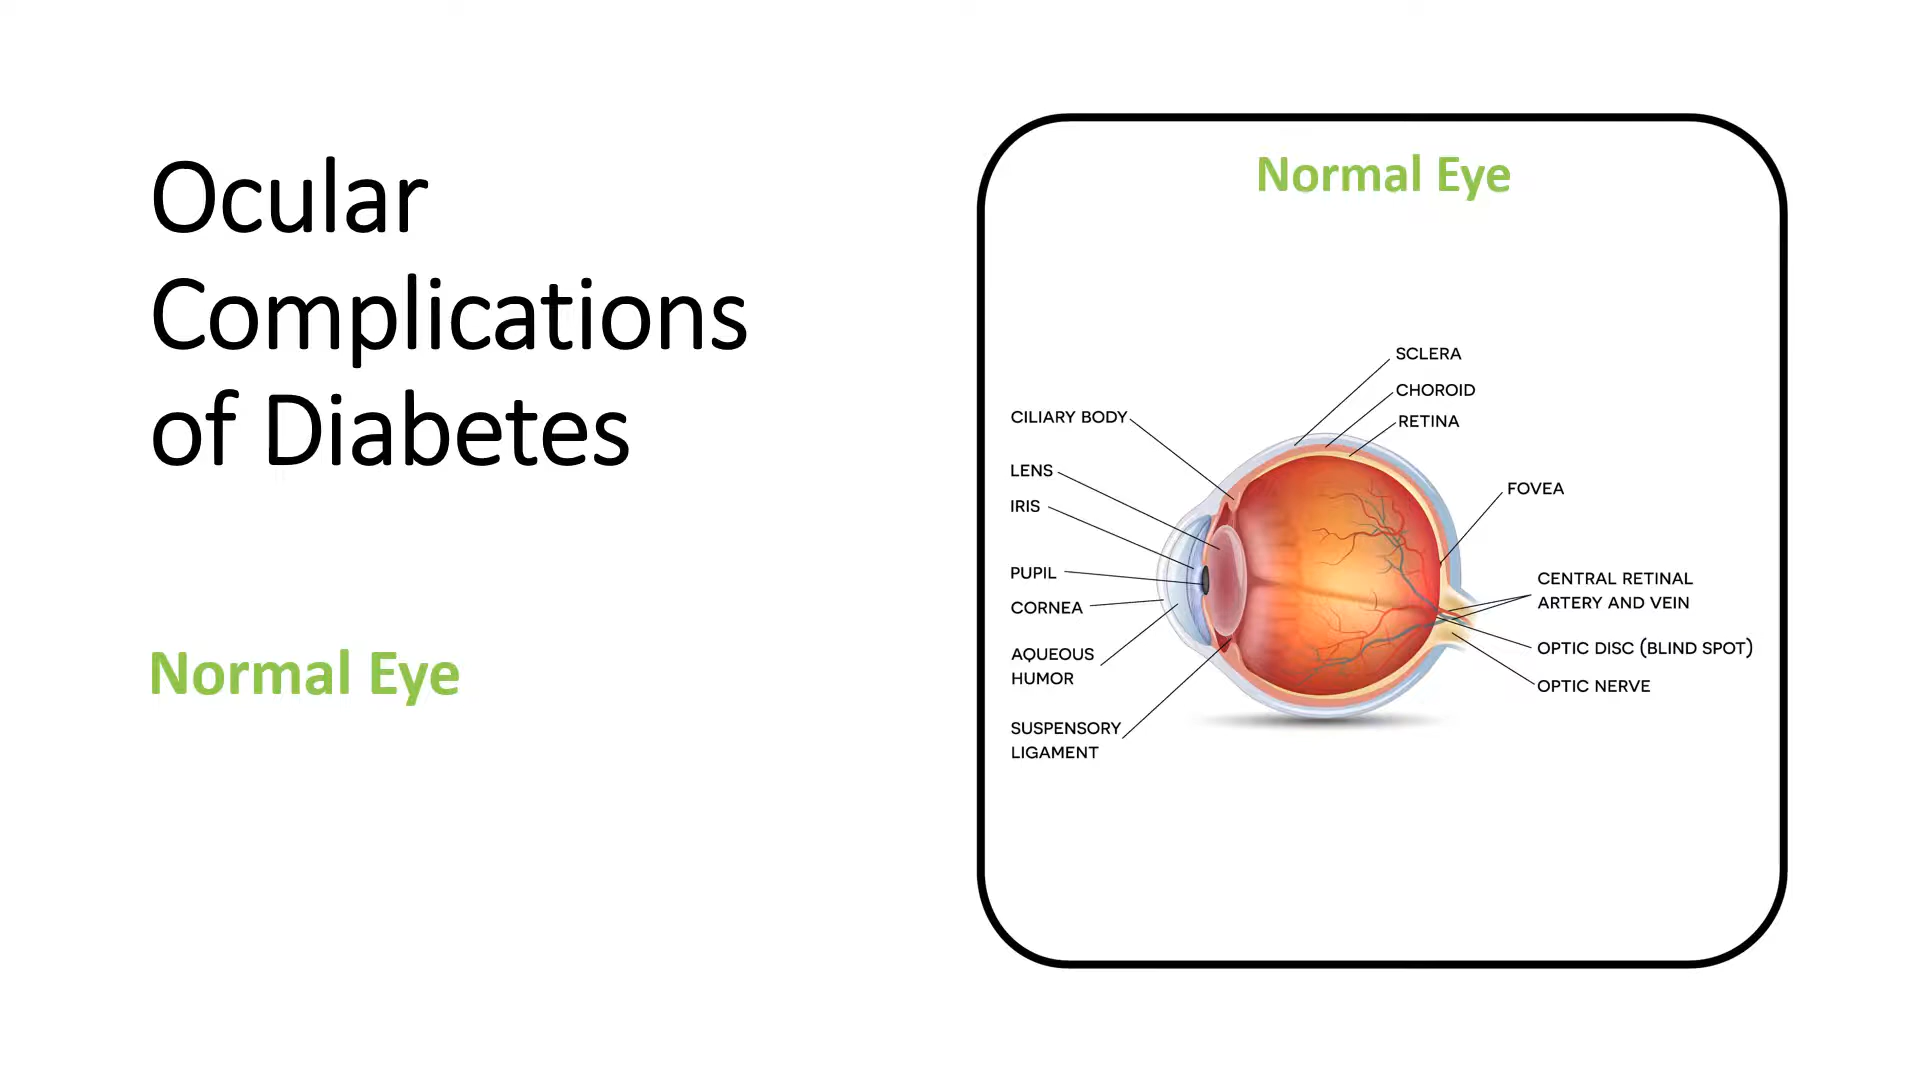 Ocular
Complications
of Diabetes
Normal Eye
Normal Eye
SCLERA
CHOROID
RETINA
CILIARY BODY
LENS
IRIS
FOVEA
PUPIL
CORNEA
AQUEOUS
HUMOR
SUSPENSORY
LIGAMENT
CENTRAL RETINAL
ARTERY AND VEIN
OPTIC DISC (BLIND SPOT)
OPTIC NERVE